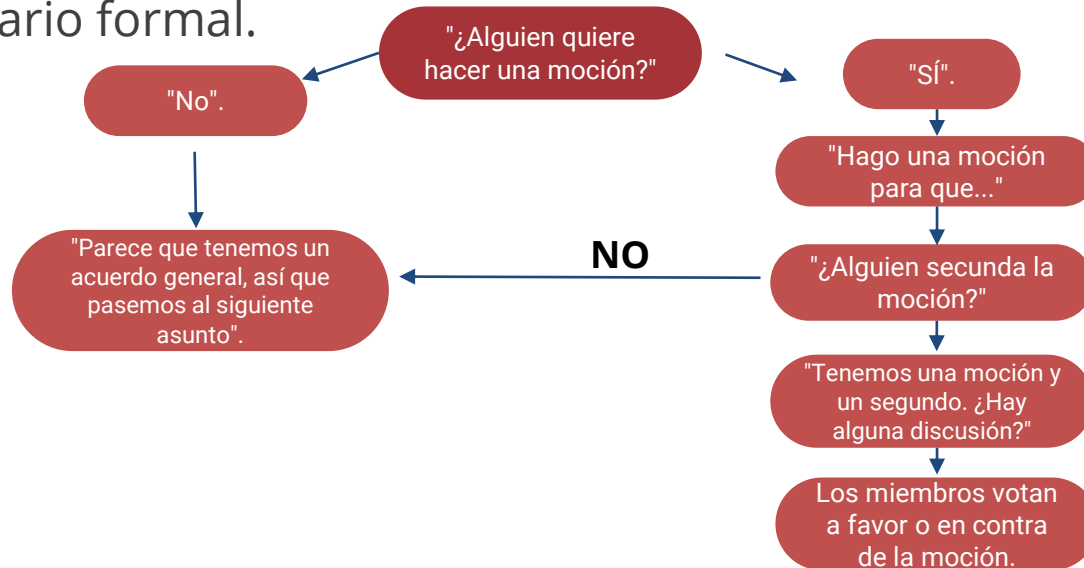 ario formal.
"¿Alguien quiere
hacer una moción?"
"No".
"SÍ".
"Hago una moción
para que..."
"Parece que tenemos un
acuerdo general, así que
pasemos al siguiente
asunto".
NO
"¿Alguien secunda la
moción?"
"Tenemos una moción y
un segundo. ¿Hay
alguna discusión?"
Los miembros votan
a favor o en contra
de la moción.